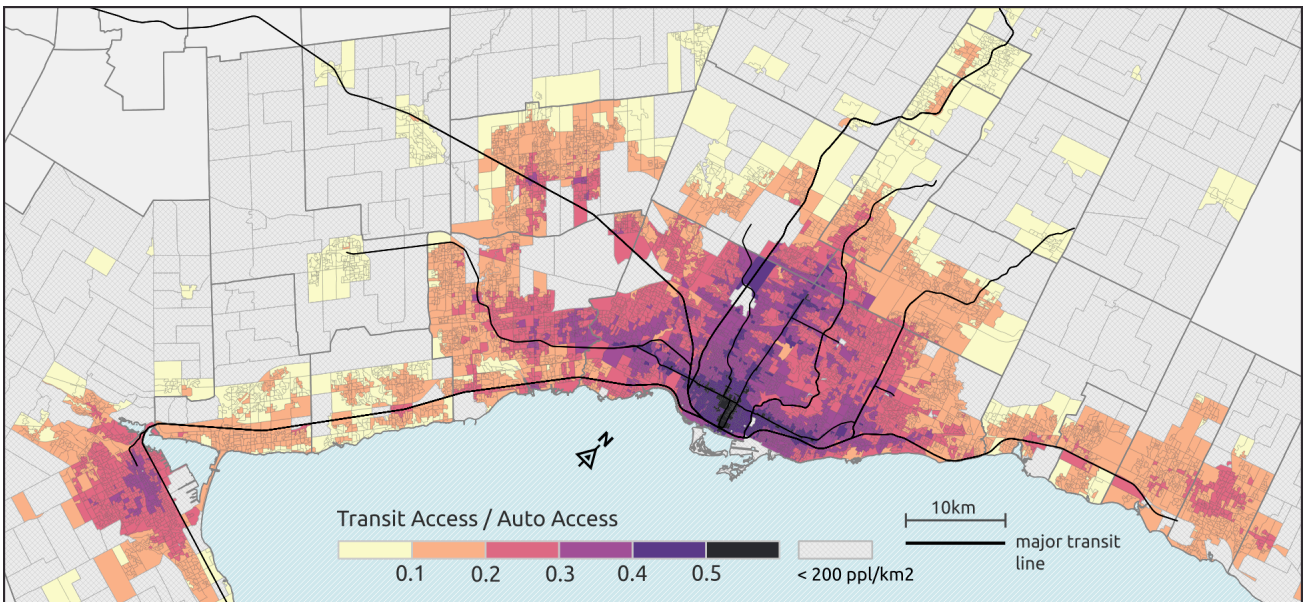 N
Transit Access / Auto Access
0.1 0.2 0.3 0.4 0.5
< 200 ppl/km2
10km
major transit
line